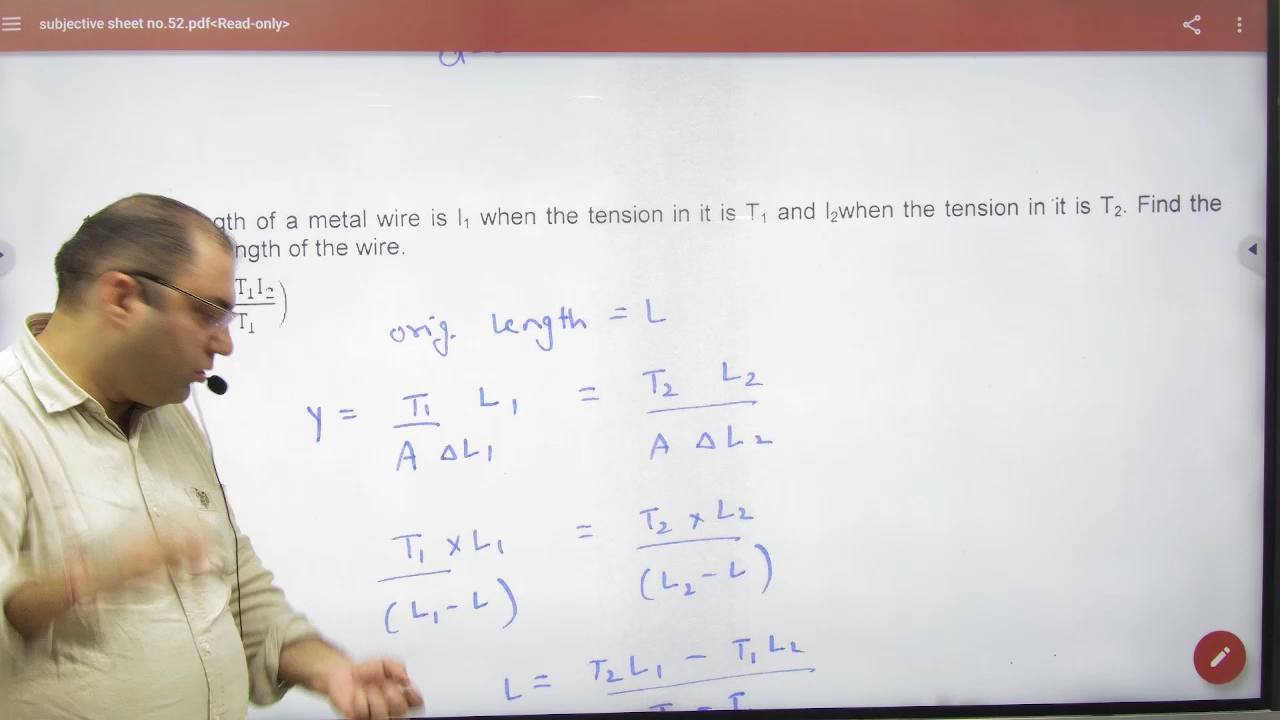 subjective sheet no.52.pdf<Read-only>
of a metal wire is l₁ when the tension in it is T₁ and l₂when the tension in it is T₂. Find the
of the wire.
T₁l₂
T₁ )
orig. length = L
Y = T₁ L₁ / A ΔL₁ = T₂ L₂ / A ΔL₂
T₁ × L₁ / (L₁ - L) = T₂ × L₂ / (L₂ - L)
L = T₂L₁ - T₁L₂